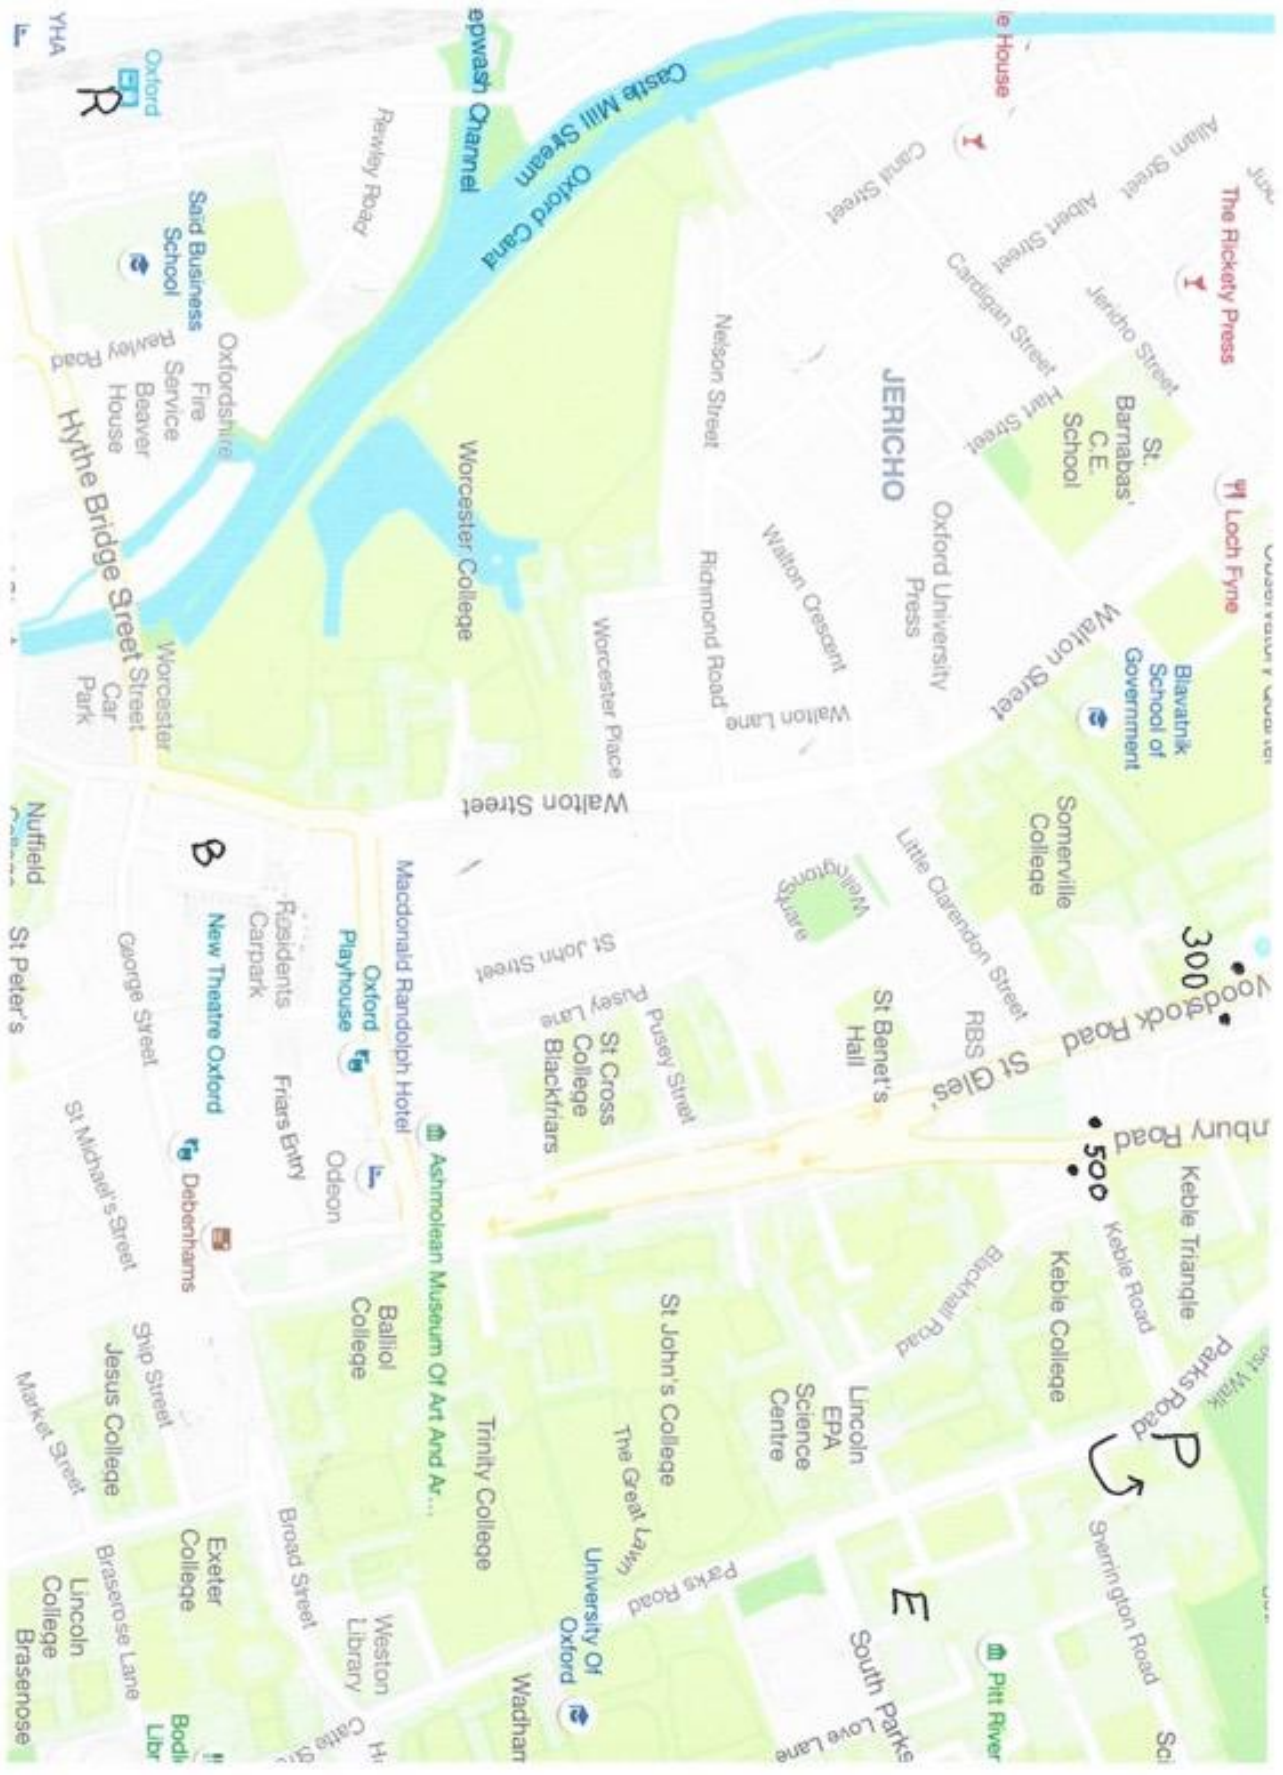 Loch Fyne
The Rickety Press
Woodstock Road
300
nbury Road
Keble Triangle
Parks Road
P
Blavatnik
School of
Government
St.
Barnabas'
C.E.
School
Jericho Street
Allam Street
Albert Street
Hart Street
Cardigan Street
Canal Street
le House
Walton Street
Somerville
College
500
Keble Road
Keble College
Sherrington Road
Sci
Pitt River
JERICHO
Oxford University
Press
Little Clarendon Street
RBS
St Giles'
St Benet's
Hall
Blackhall Road
E
South Parks
Love Lane
Lincoln
EPA
Science
Centre
Nelson Street
Walton Crescent
Richmond Road
Walton Lane
Wellington Square
Pusey Street
Pusey Lane
St John's College
The Great Lawn
Parks Road
University Of
Oxford
Wadham
Castle Mill Stream
Oxford Canal
epwash Channel
Worcester College
Worcester Place
Walton Street
St John Street
St Cross
College
Blackfriars
Trinity College
Ashmolean Museum Of Art And Ar...
Macdonald Randolph Hotel
Rewley Road
Oxford
Playhouse
Odeon
Balliol
College
Weston
Library
Residents
Carpark
Friars Entry
Broad Street
Oxfordshire
Fire
Service
Said Business
School
Rewley Road
Beaver
House
B
New Theatre Oxford
Debenhams
Exeter
College
Oxford
R
YHA
Hythe Bridge Street
Worcester
Street
Car
Park
George Street
St Michael's Street
Ship Street
Jesus College
Market Street
Braserose Lane
Lincoln
College
Brasenose
Nuffield
St Peter's